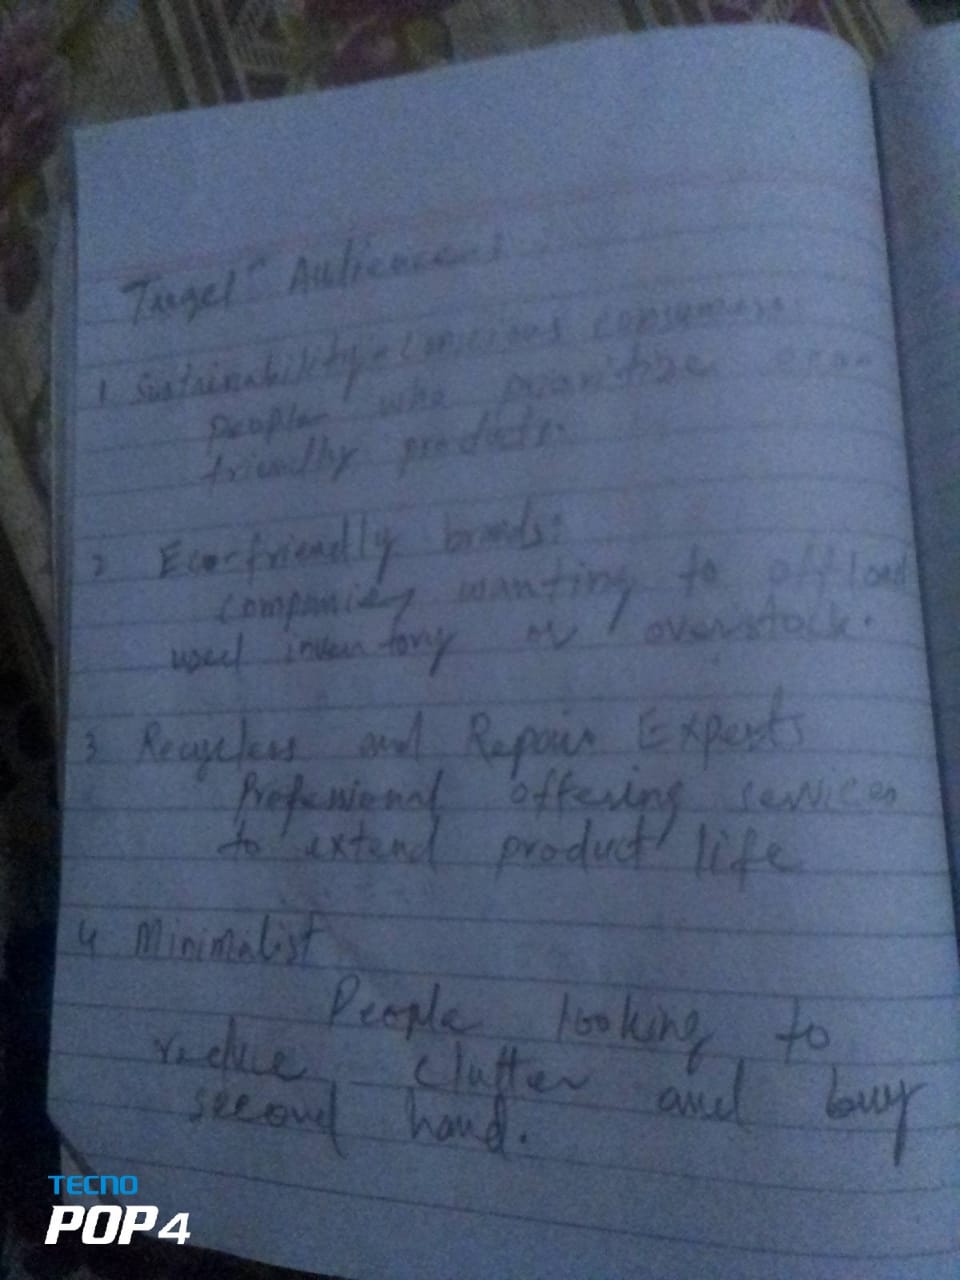 Target Audience:
1. Sustainability-conscious consumers:
people who prioritize eco-
friendly products.
2 Eco-friendly brands:
companies wanting to offload
used inventory or overstock.
3 Recyclers and Repair Experts
Professional offering services
to extend product life
4 Minimalist
People looking to
reduce clutter and buy
second hand.
TECNO
POP 4